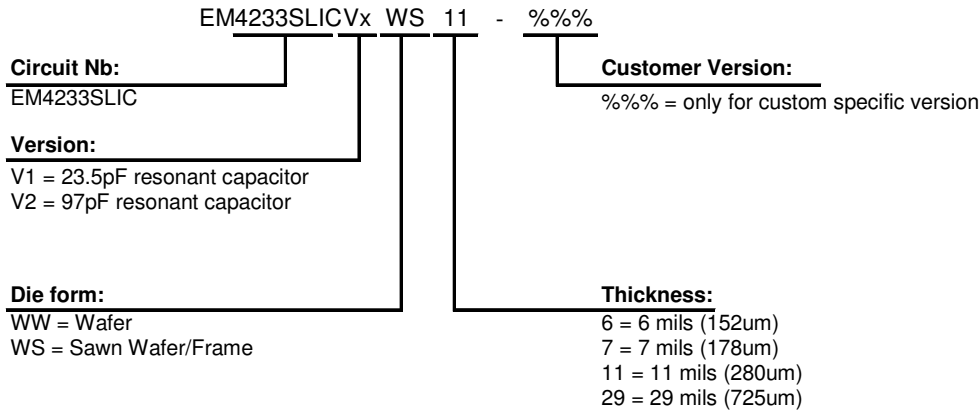 EM4233SLICVx WS 11 - %%%
Circuit Nb:
EM4233SLIC
Customer Version:
%%% = only for custom specific version
Version:
V1 = 23.5pF resonant capacitor
V2 = 97pF resonant capacitor
Die form:
WW = Wafer
WS = Sawn Wafer/Frame
Thickness:
6 = 6 mils (152um)
7 = 7 mils (178um)
11 = 11 mils (280um)
29 = 29 mils (725um)